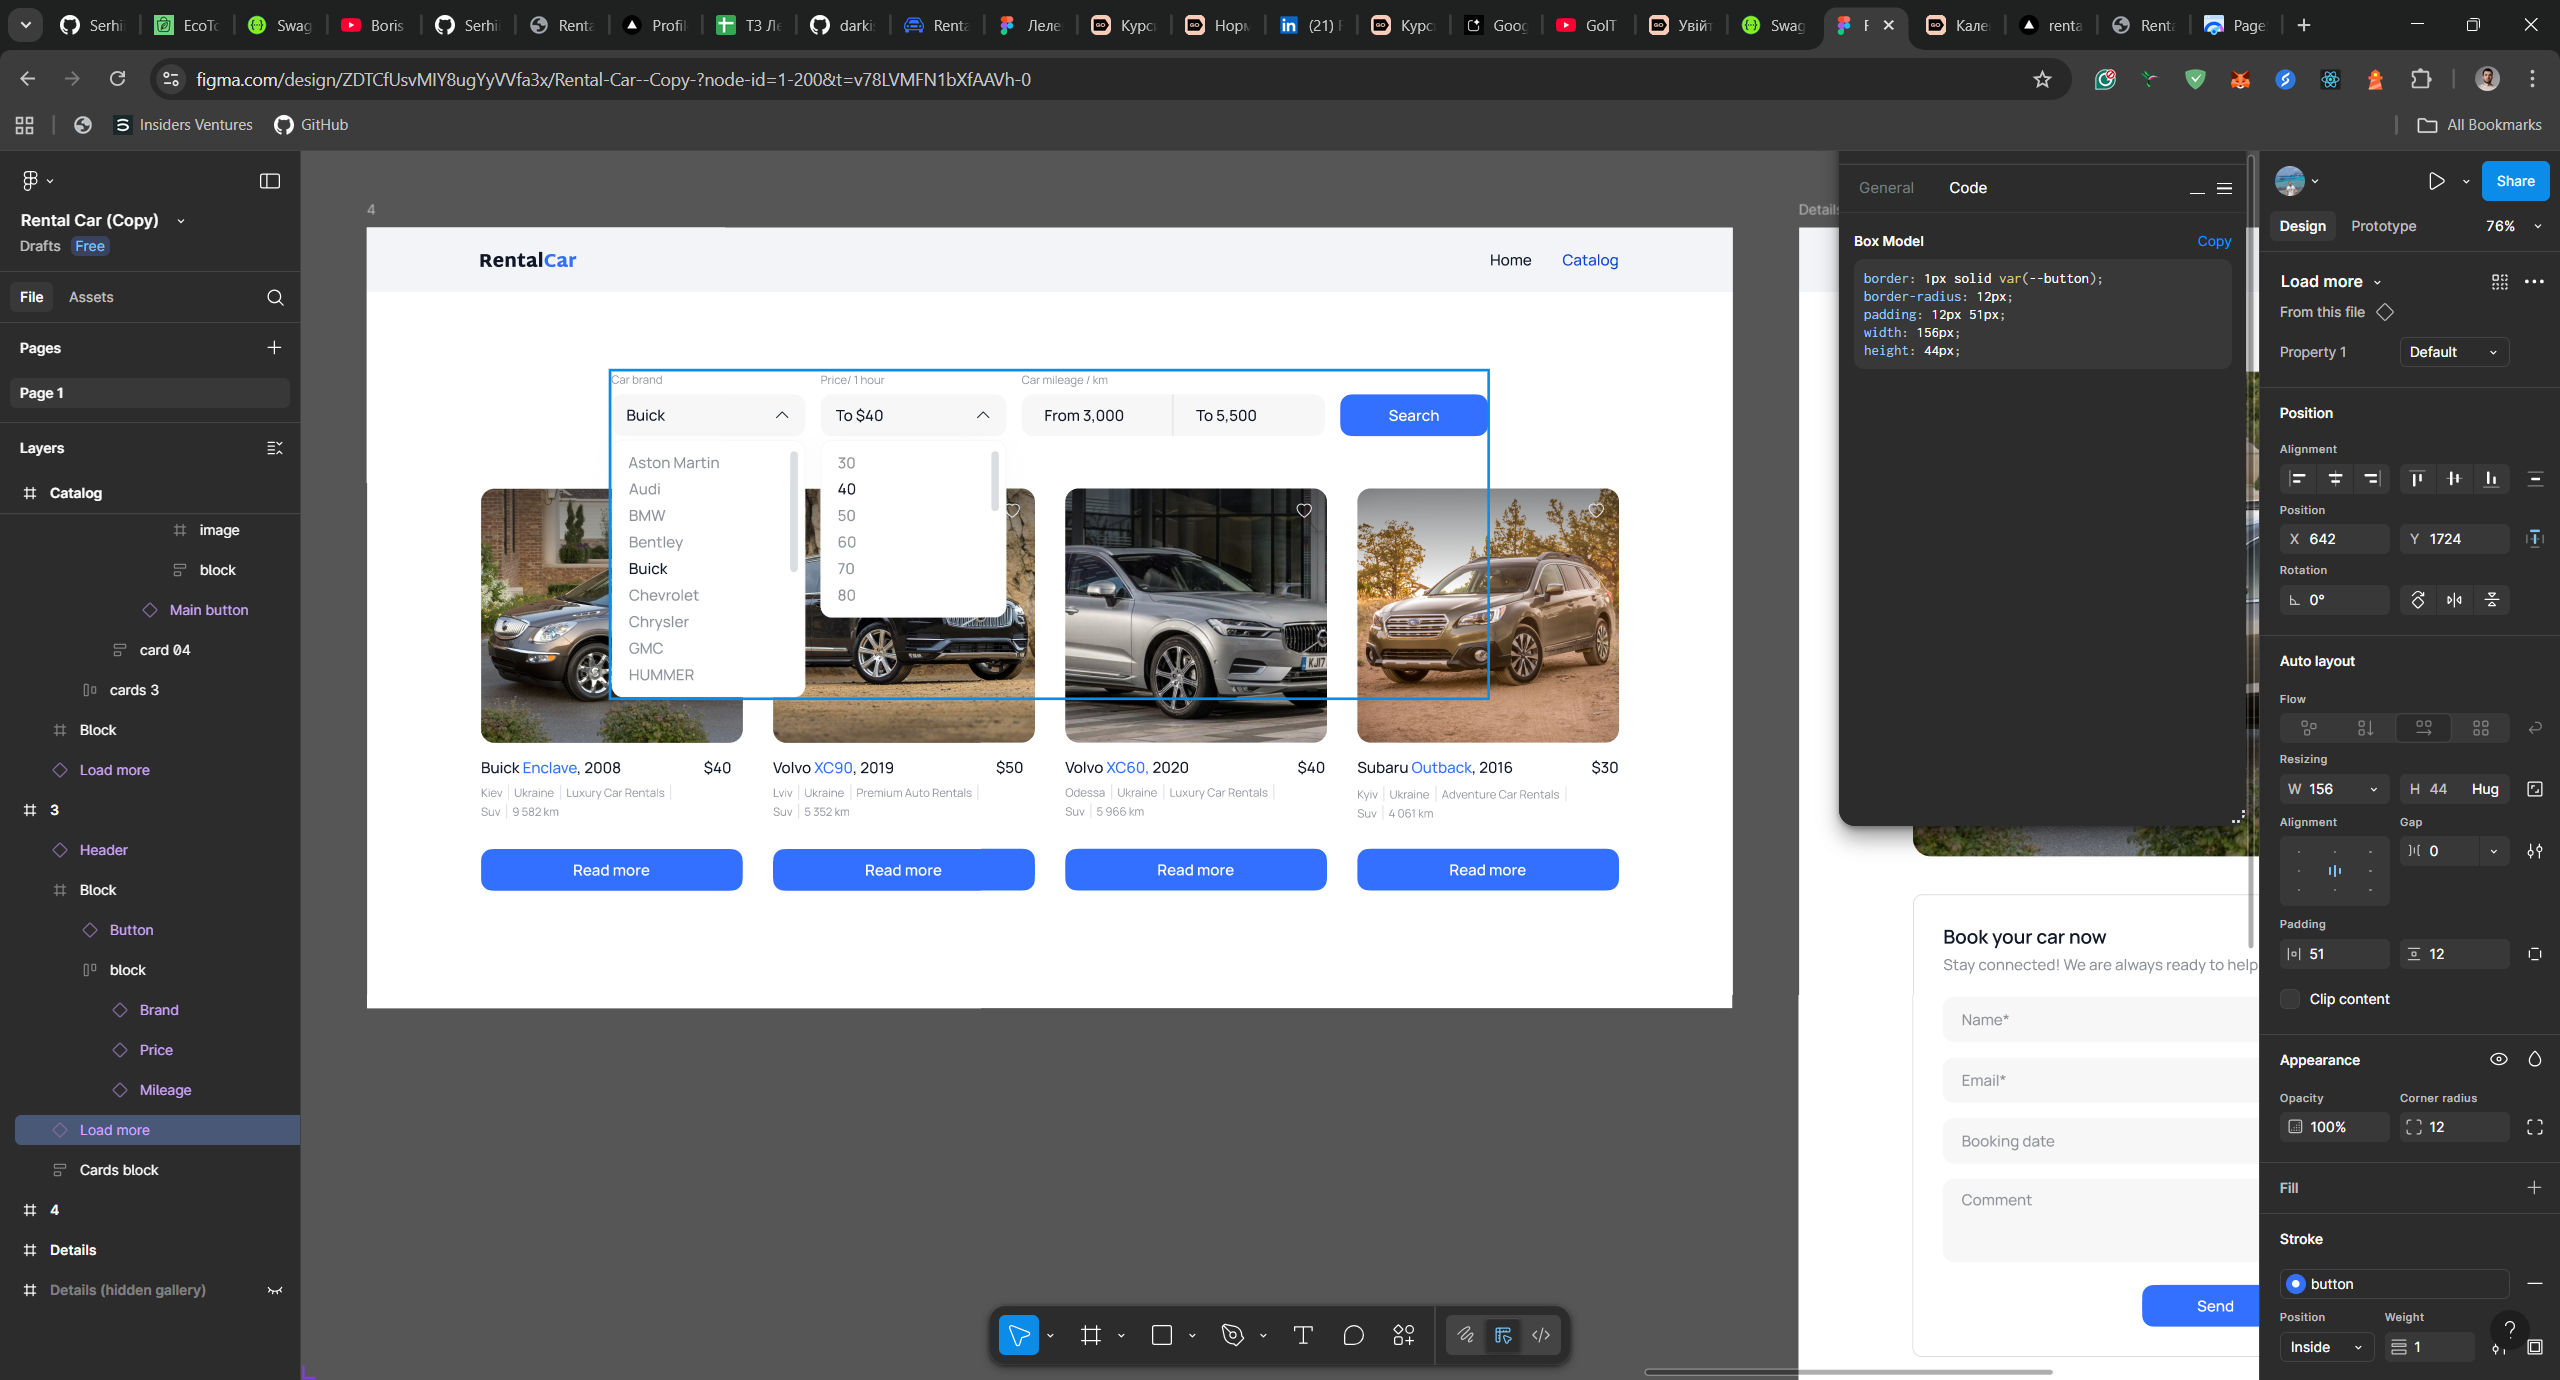 Serhi
EcoTo
Swag
Boris
Serhi
Renta
Profil
ТЗ Ле
darki
Renta
Леле
Курс
Норм
(21) F
Курс
Goog
GoIT
Увійт
Swag
F
Кале
renta
Renta
Page
figma.com/design/ZDTCfUsvMIY8ugYyVVfa3x/Rental-Car--Copy-?node-id=1-200&t=v78LVMFN1bXfAAVh-0
Insiders Ventures
GitHub
All Bookmarks
Rental Car (Copy)
Drafts Free
File Assets
Pages
Page 1
Layers
Catalog
image
block
Main button
card 04
cards 3
Block
Load more
3
Header
Block
Button
block
Brand
Price
Mileage
Load more
Cards block
4
Details
Details (hidden gallery)
4
RentalCar
Home Catalog
Car brand Price/ 1 hour Car mileage / km
Buick To $40 From 3,000 To 5,500 Search
Aston Martin
Audi
BMW
Bentley
Buick
Chevrolet
Chrysler
GMC
HUMMER
30
40
50
60
70
80
KJ17
Buick Enclave, 2008 $40
Kiev Ukraine Luxury Car Rentals
Suv 9 582 km
Read more
Volvo XC90, 2019 $50
Lviv Ukraine Premium Auto Rentals
Suv 5 352 km
Read more
Volvo XC60, 2020 $40
Odessa Ukraine Luxury Car Rentals
Suv 5 966 km
Read more
Subaru Outback, 2016 $30
Kyiv Ukraine Adventure Car Rentals
Suv 4 061 km
Read more
Details
General Code
Box Model Copy
border: 1px solid var(--button);
border-radius: 12px;
padding: 12px 51px;
width: 156px;
height: 44px;
Book your car now
Stay connected! We are always ready to help
Name*
Email*
Booking date
Comment
Send
Share
Design Prototype 76%
Load more
From this file
Property 1 Default
Position
Alignment
Position
X 642 Y 1724
Rotation
0°
Auto layout
Flow
Resizing
W 156 H 44 Hug
Alignment Gap
0
Padding
51 12
Clip content
Appearance
Opacity Corner radius
100% 12
Fill
Stroke
button
Position Weight
Inside 1
?